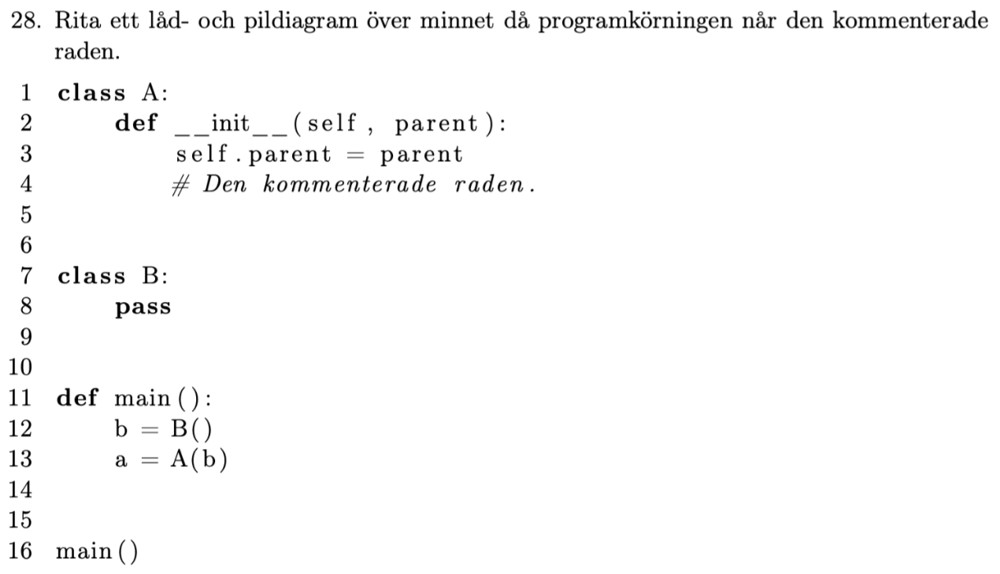 28. Rita ett låd- och pildiagram över minnet då programkörningen når den kommenterade
raden.
1 class A:
2     def __init__(self, parent):
3         self.parent = parent
4         # Den kommenterade raden.
5
6
7 class B:
8     pass
9
10
11 def main():
12     b = B()
13     a = A(b)
14
15
16 main()